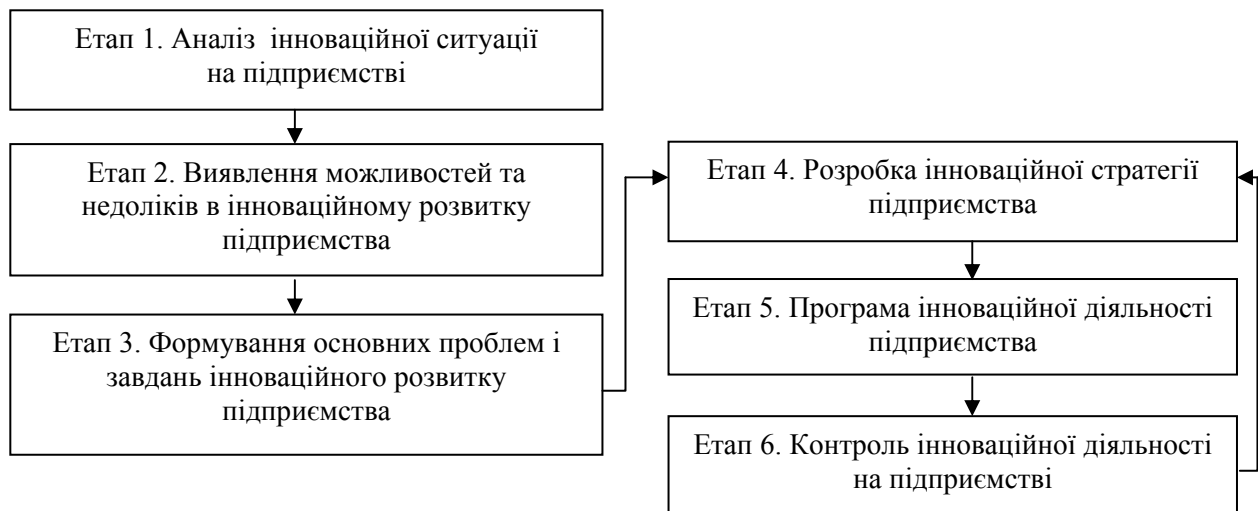 Етап 1. Аналіз інноваційної ситуації
на підприємстві
Етап 2. Виявлення можливостей та
недоліків в інноваційному розвитку
підприємства
Етап 3. Формування основних проблем і
завдань інноваційного розвитку
підприємства
Етап 4. Розробка інноваційної стратегії
підприємства
Етап 5. Програма інноваційної діяльності
підприємства
Етап 6. Контроль інноваційної діяльності
на підприємстві